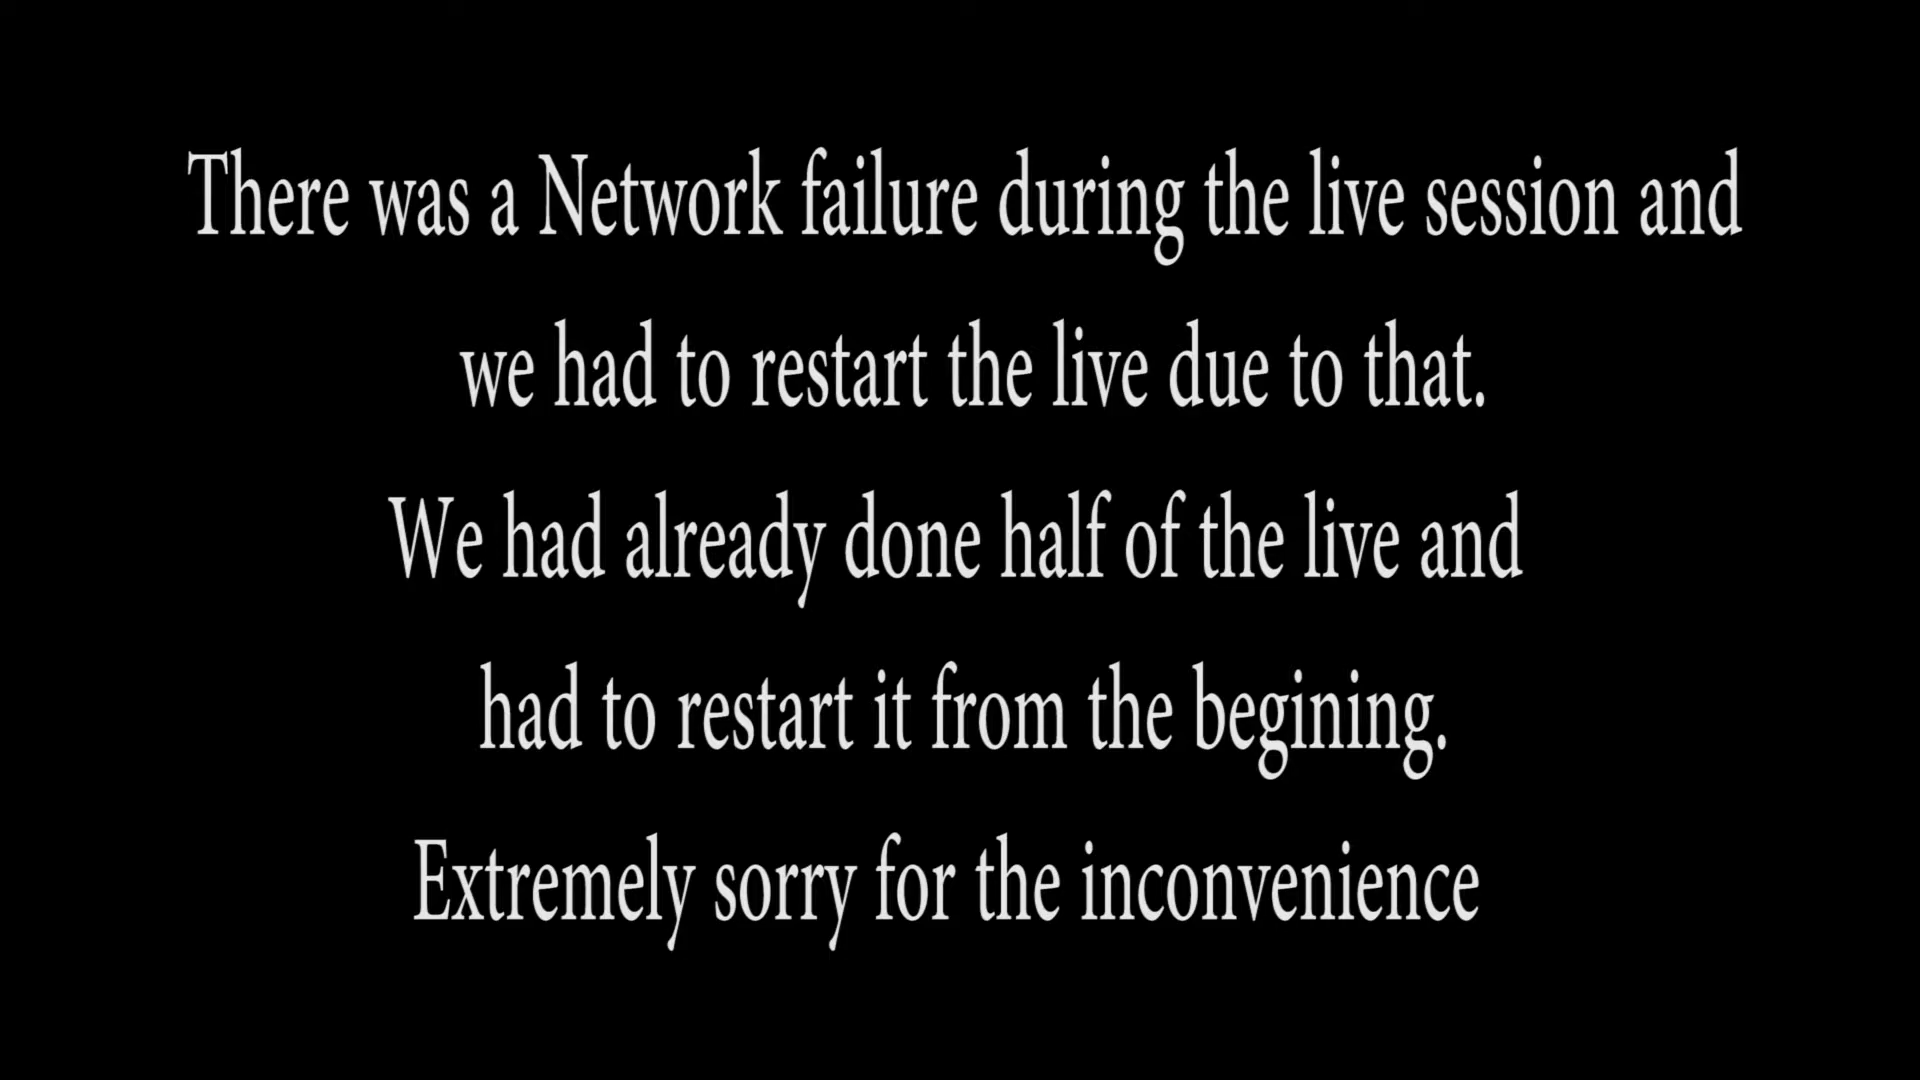 There was a Network failure during the live session and
we had to restart the live due to that.
We had already done half of the live and
had to restart it from the begining.
Extremely sorry for the inconvenience